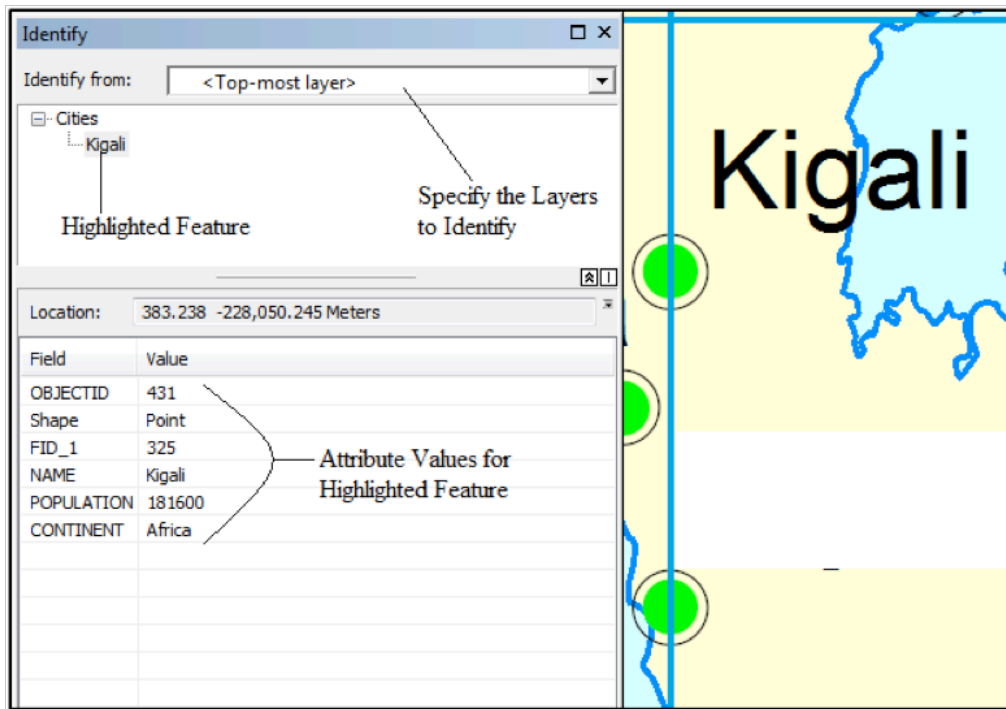 Identify
Identify from: <Top-most layer>
Cities
Kigali
Specify the Layers
to Identify
Highlighted Feature
Location: 383.238 -228,050.245 Meters
Field Value
OBJECTID 431
Shape Point
FID_1 325
NAME Kigali
POPULATION 181600
CONTINENT Africa
Attribute Values for
Highlighted Feature
Kigali